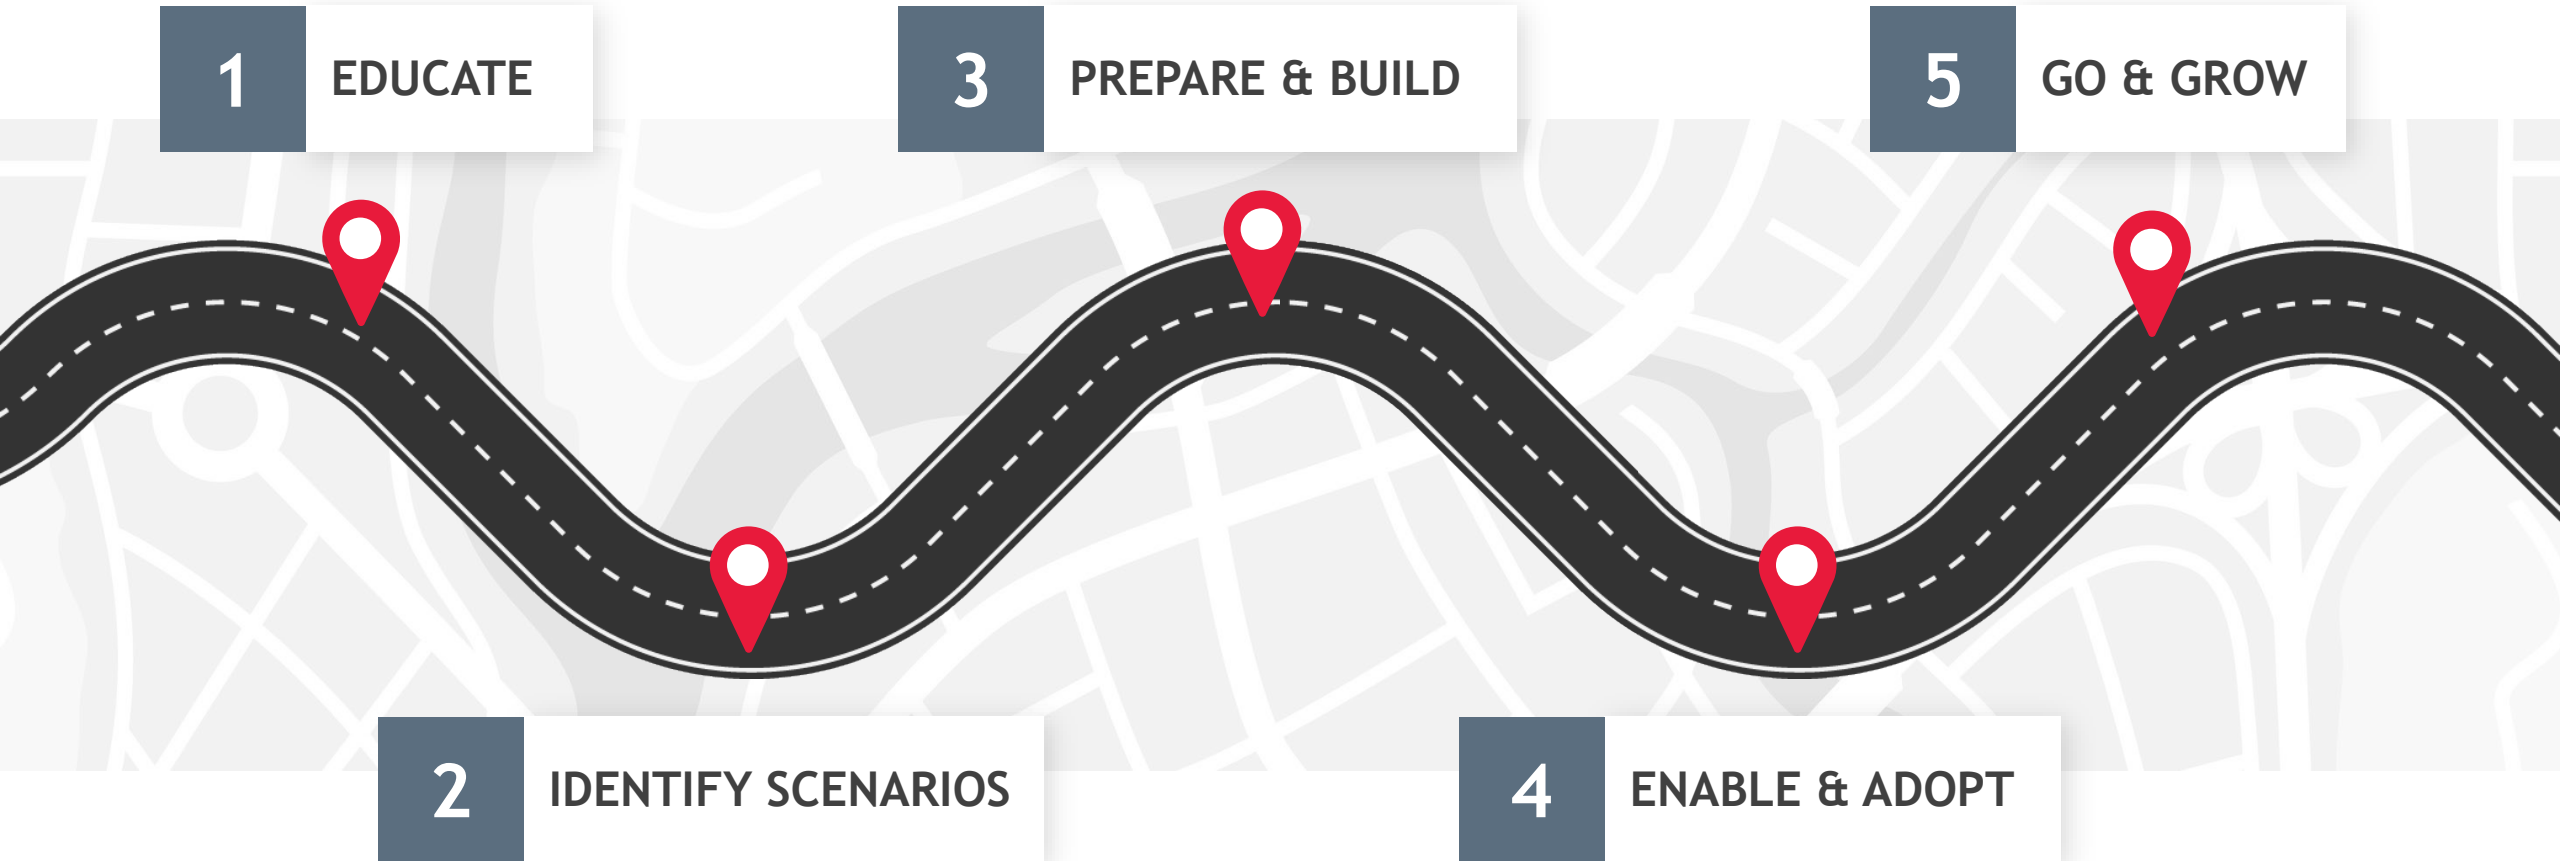 1 EDUCATE
2 IDENTIFY SCENARIOS
3 PREPARE & BUILD
4 ENABLE & ADOPT
5 GO & GROW